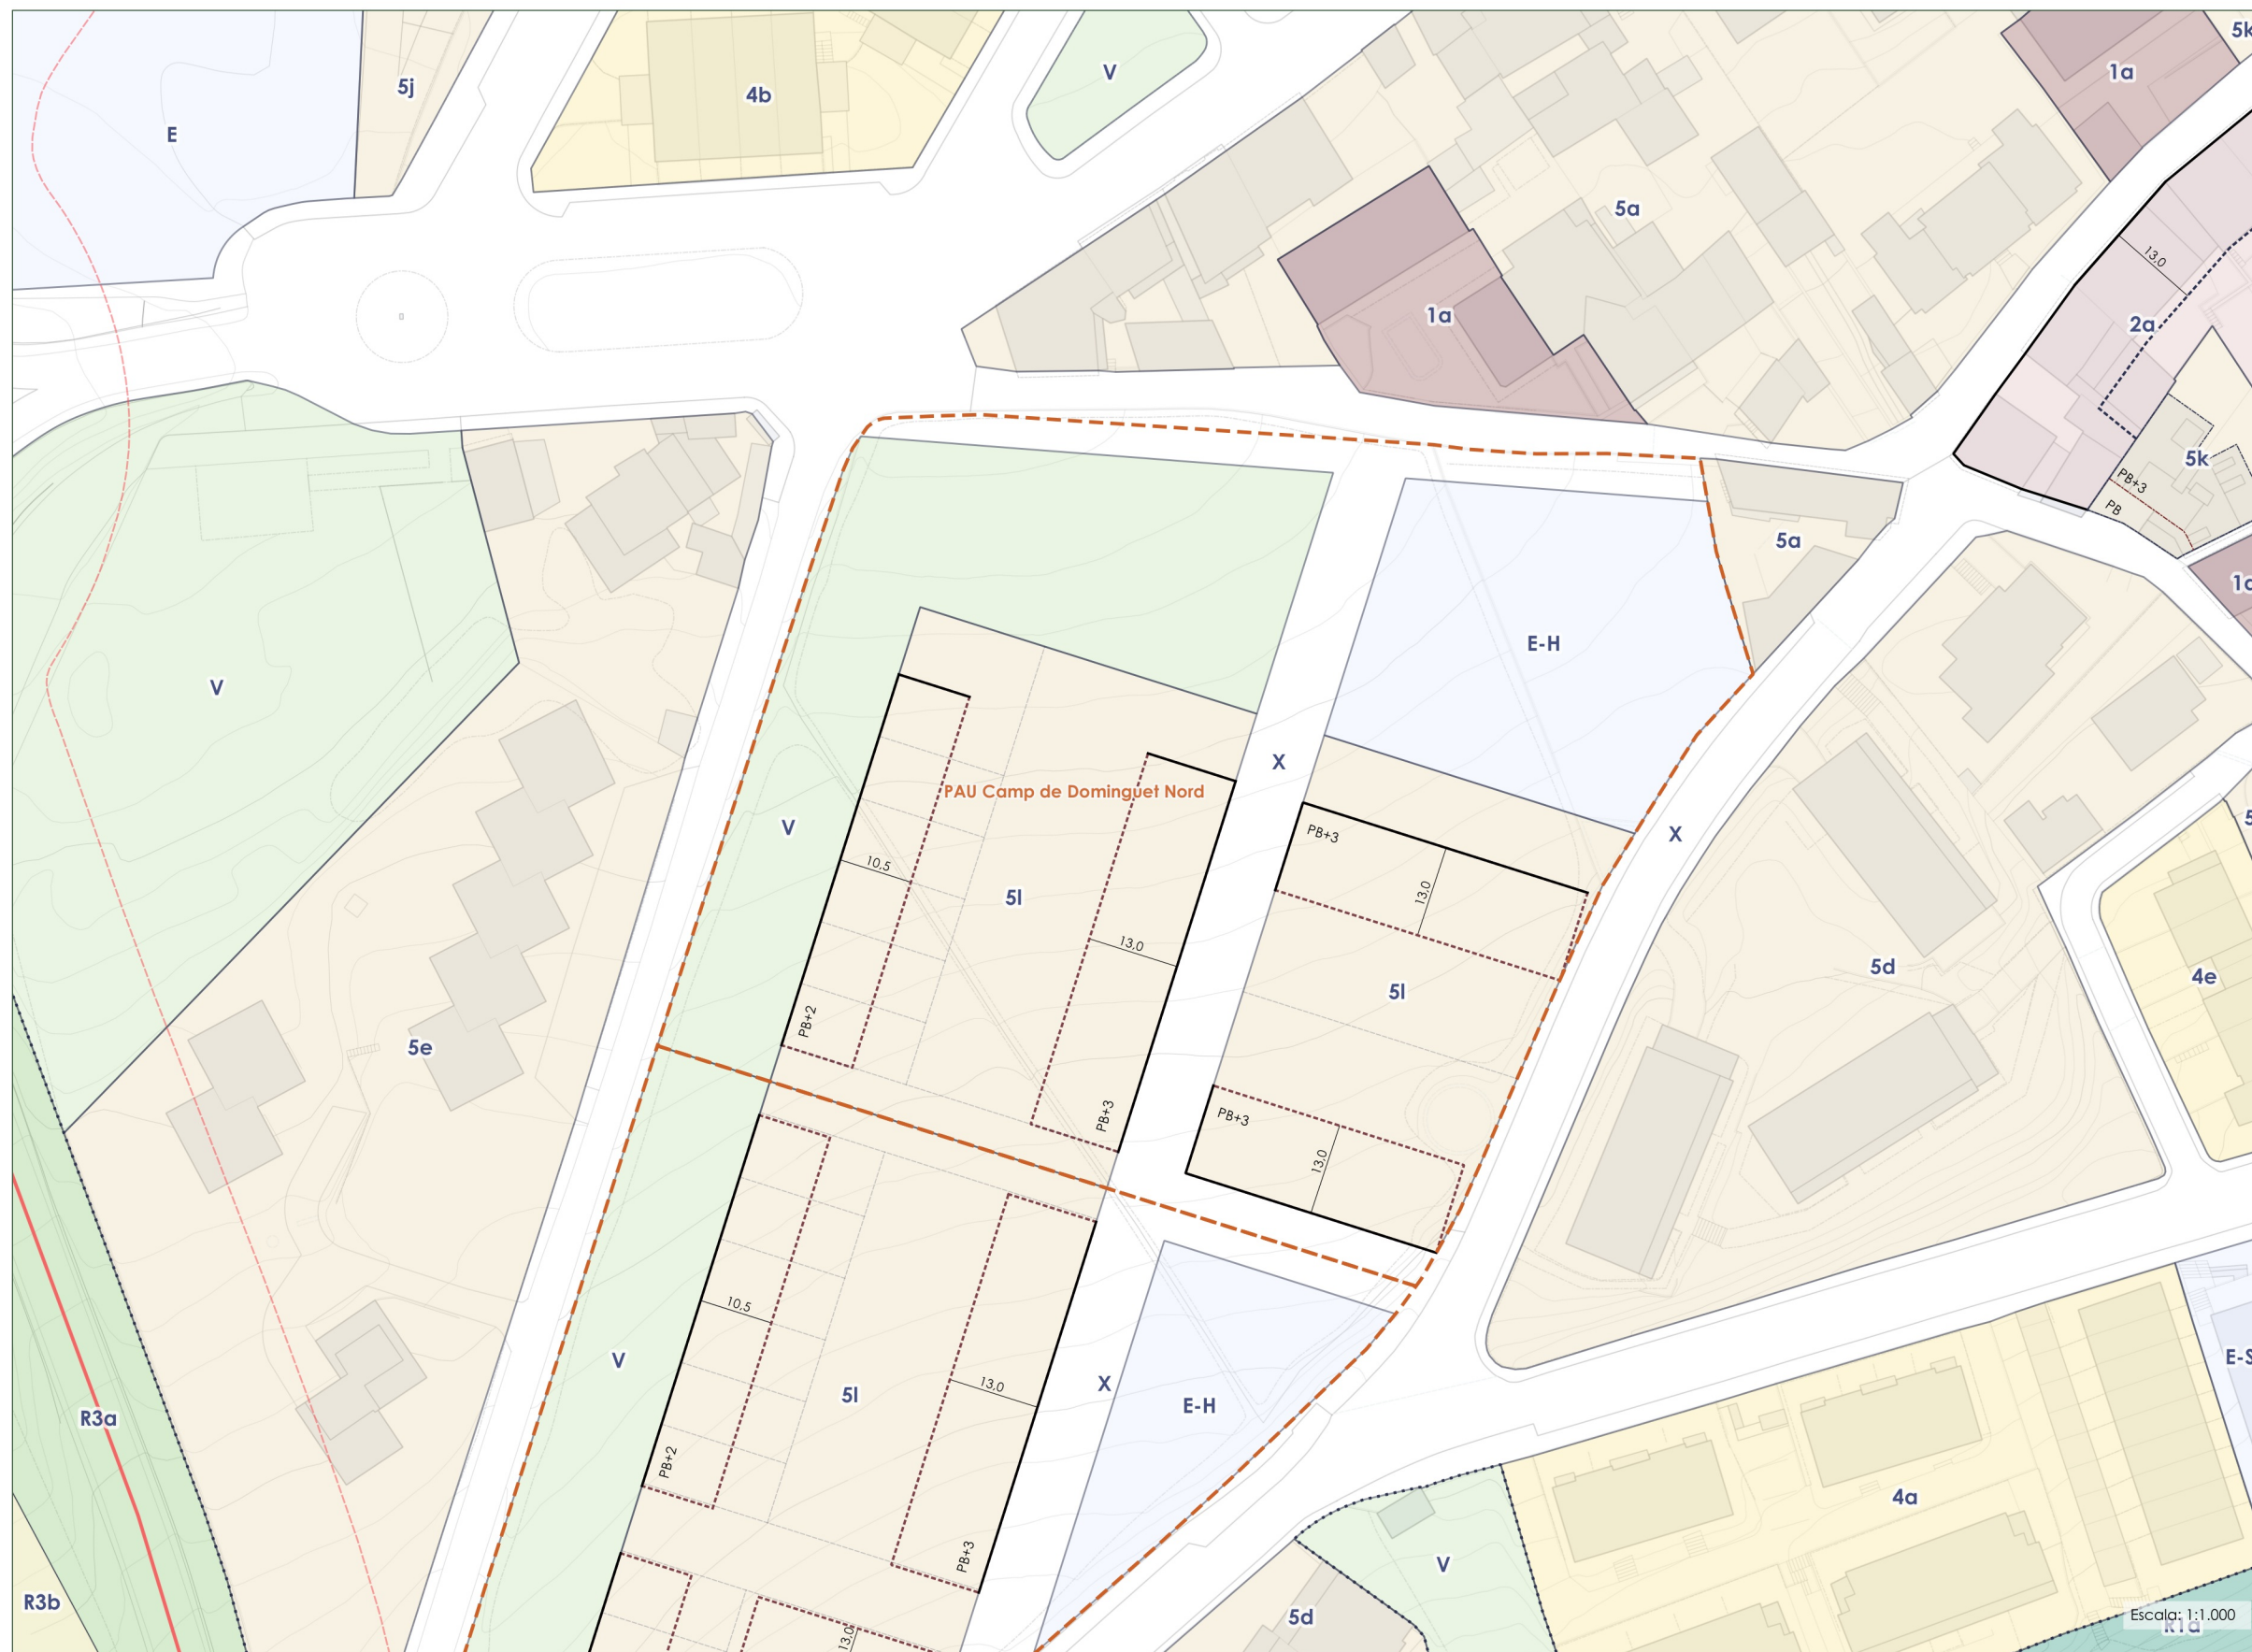 5k
5j
V
1a
4b
E
5a
13,0
1a
2a
5k
PB+3
PB
5a
E-H
V
X
PAU Camp de Dominguet Nord
V
PB+3
X
10,5
13,0
5l
13,0
5d
4e
5l
PB+2
5e
PB+3
PB+3
13,0
10,5
V
E-S
X
13,0
5l
E-H
R3a
PB+2
4a
PB+3
V
R3b
5d
Escala: 1:1.000
13,0